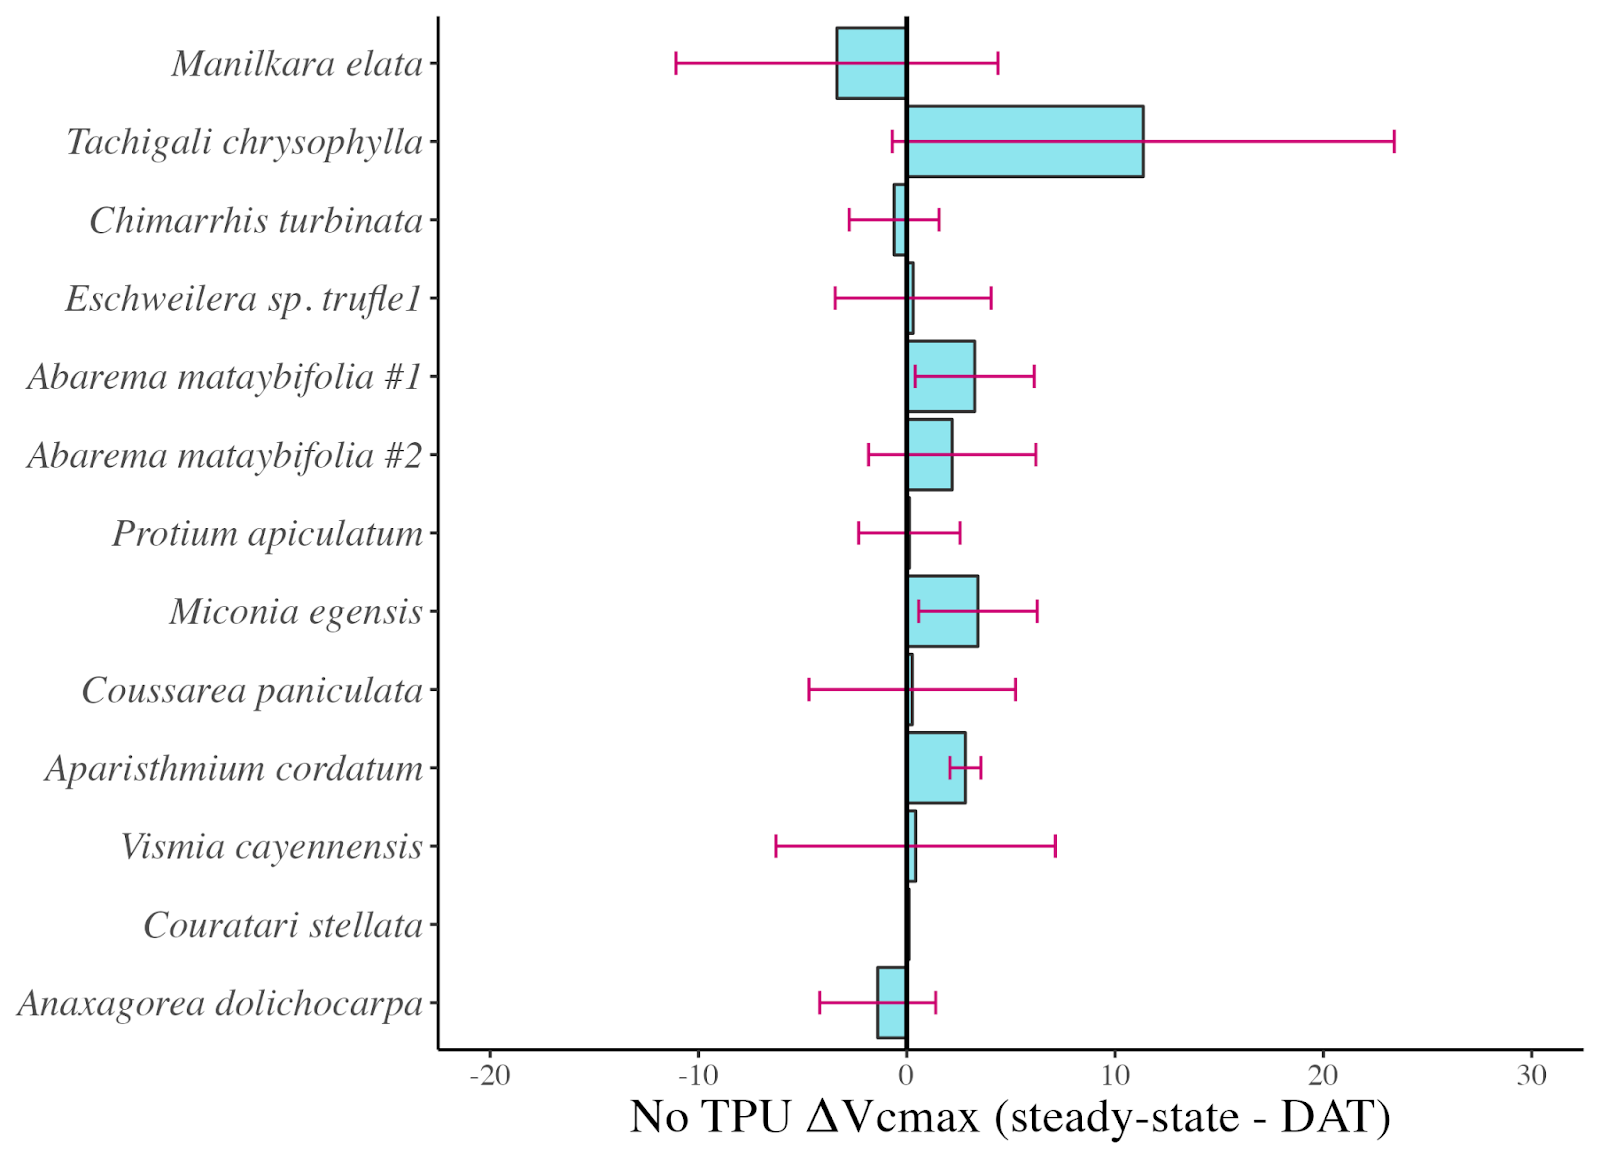 Manilkara elata
Tachigali chrysophylla
Chimarrhis turbinata
Eschweilera sp. trufle1
Abarema mataybifolia #1
Abarema mataybifolia #2
Protium apiculatum
Miconia egensis
Coussarea paniculata
Aparisthmium cordatum
Vismia cayennensis
Couratari stellata
Anaxagorea dolichocarpa
-20 -10 0 10 20 30
No TPU ΔVcmax (steady-state - DAT)